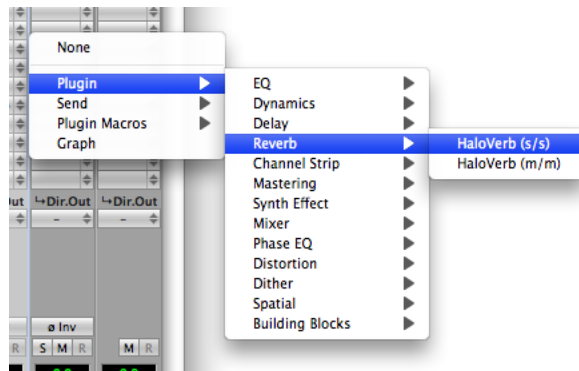 None
Plugin
Send
Plugin Macros
Graph
EQ
Dynamics
Delay
Reverb
Channel Strip
Mastering
Synth Effect
Mixer
Phase EQ
Distortion
Dither
Spatial
Building Blocks
HaloVerb (s/s)
HaloVerb (m/m)
Out ↳Dir.Out ↳Dir.Out
– –
ø Inv
R S M R M R